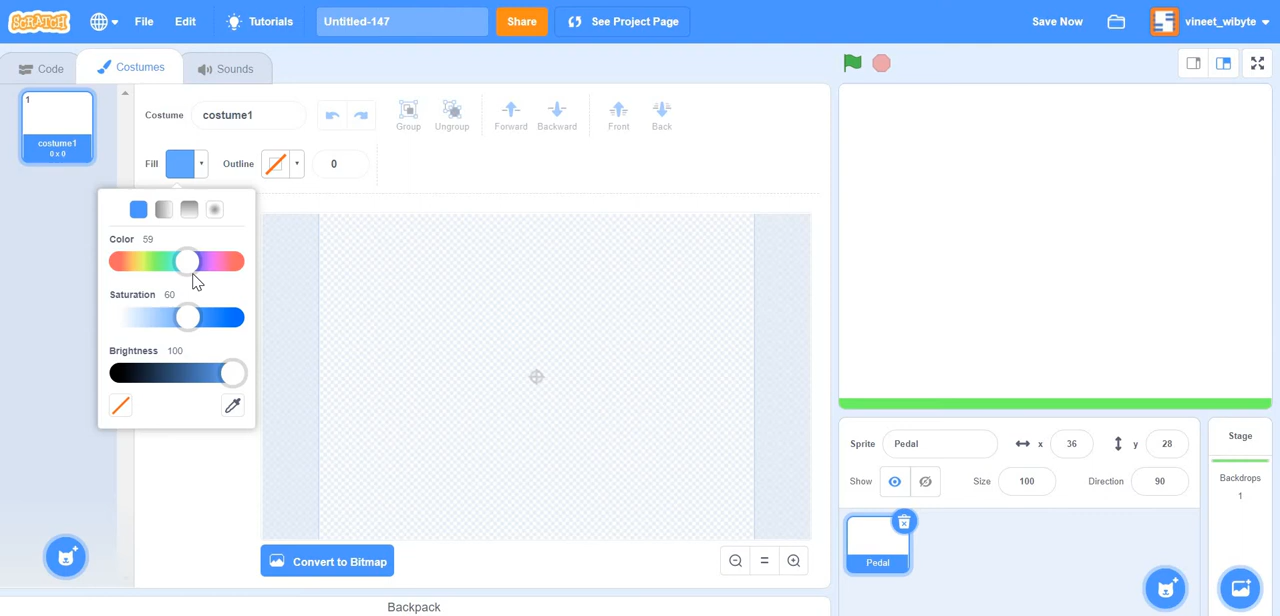 SCRATCH File Edit Tutorials Untitled-147 Share See Project Page Save Now vineet_wibyte
Code Costumes Sounds
1
costume1
0 x 0
Costume costume1 Group Ungroup Forward Backward Front Back
Fill Outline 0
Color 59
Saturation 60
Brightness 100
Convert to Bitmap
Backpack
Sprite Pedal x 36 y 28
Show Size 100 Direction 90
Pedal
Stage
Backdrops
1